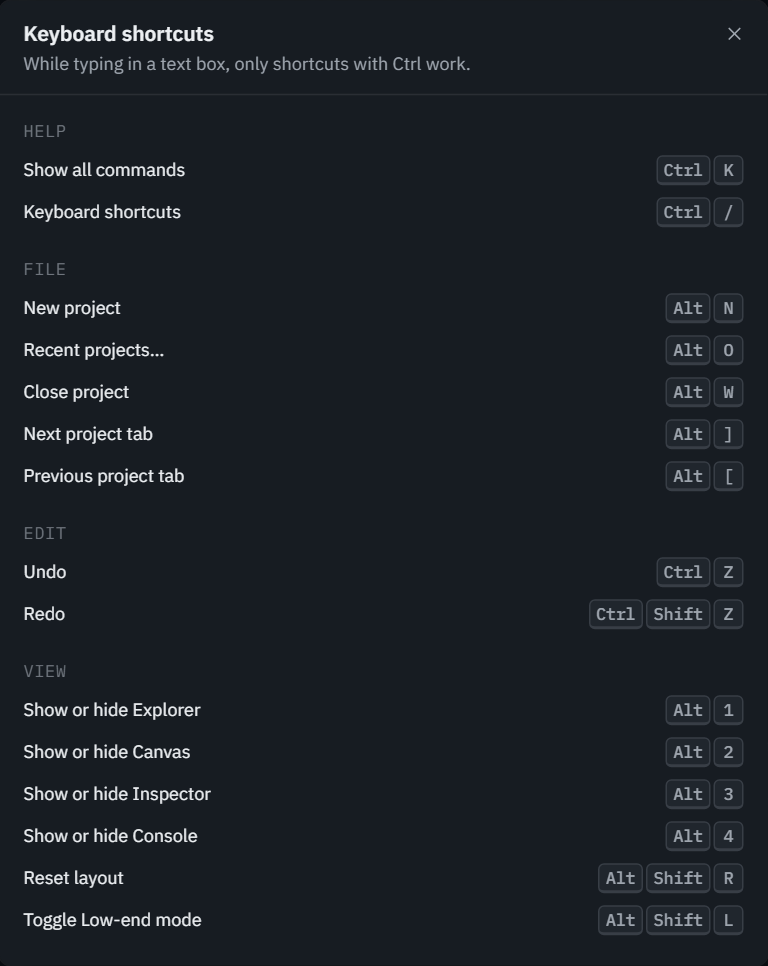 Keyboard shortcuts
While typing in a text box, only shortcuts with Ctrl work.
HELP
Show all commands Ctrl K
Keyboard shortcuts Ctrl /
FILE
New project Alt N
Recent projects... Alt O
Close project Alt W
Next project tab Alt ]
Previous project tab Alt [
EDIT
Undo Ctrl Z
Redo Ctrl Shift Z
VIEW
Show or hide Explorer Alt 1
Show or hide Canvas Alt 2
Show or hide Inspector Alt 3
Show or hide Console Alt 4
Reset layout Alt Shift R
Toggle Low-end mode Alt Shift L